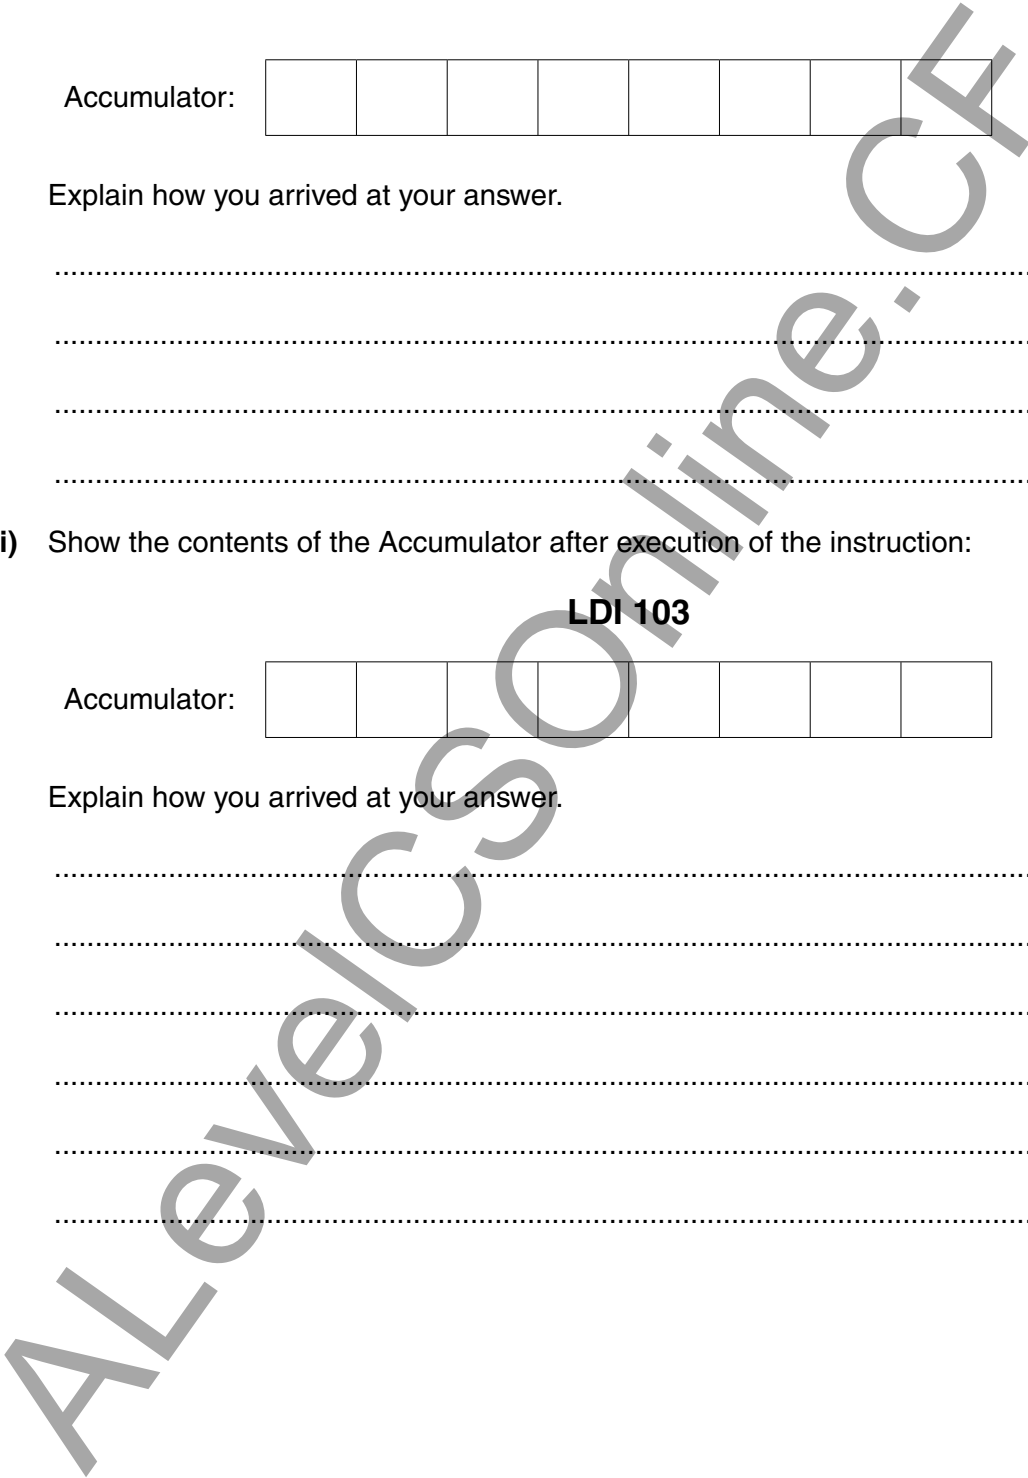 Accumulator:
Explain how you arrived at your answer.
i) Show the contents of the Accumulator after execution of the instruction:
LDI 103
Accumulator:
Explain how you arrived at your answer.
ALevelCSOnline.CF